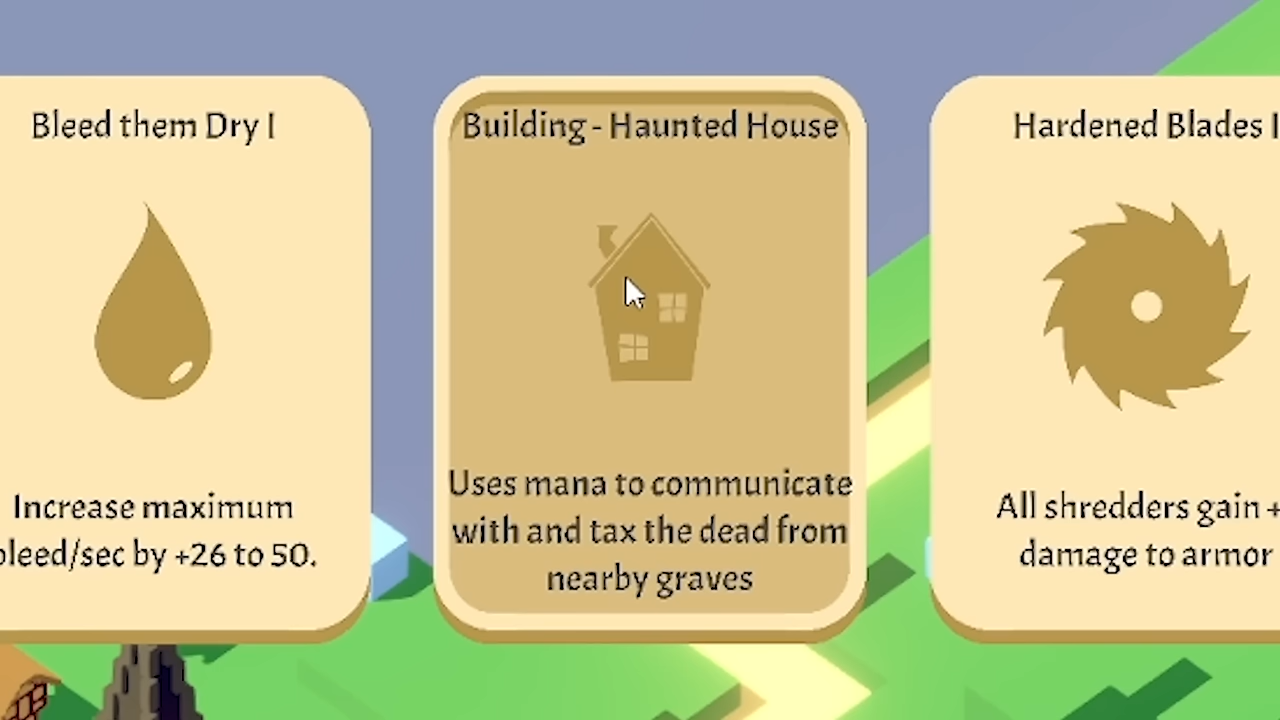 Bleed them Dry I
Increase maximum
bleed/sec by +26 to 50.
Building - Haunted House
Uses mana to communicate
with and tax the dead from
nearby graves
Hardened Blades I
All shredders gain +
damage to armor